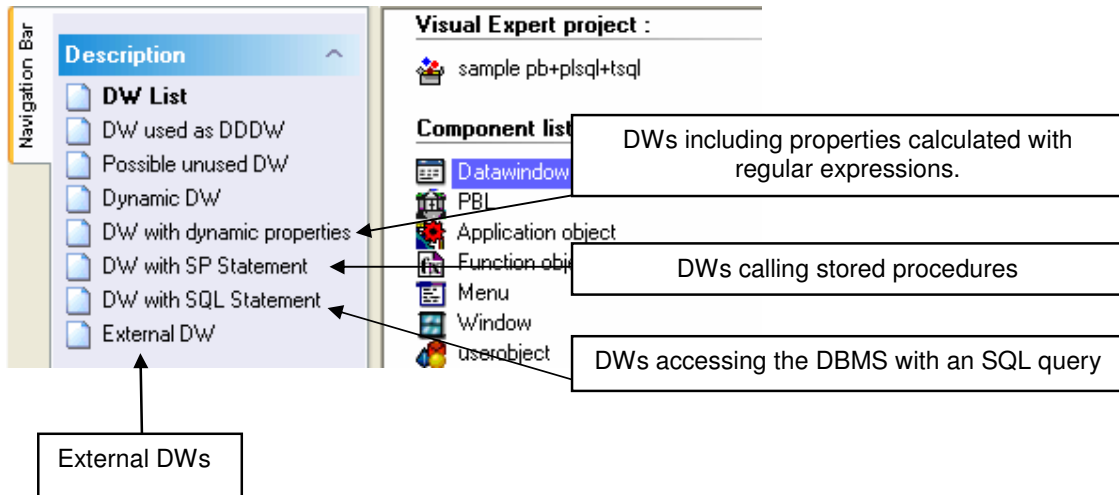 Navigation Bar
Description
DW List
DW used as DDDW
Possible unused DW
Dynamic DW
DW with dynamic properties
DW with SP Statement
DW with SQL Statement
External DW
Visual Expert project :
sample pb+plsql+tsql
Component list
Datawindow
PBL
Application object
Function obj
Menu
Window
userobject
DWs including properties calculated with
regular expressions.
DWs calling stored procedures
DWs accessing the DBMS with an SQL query
External DWs